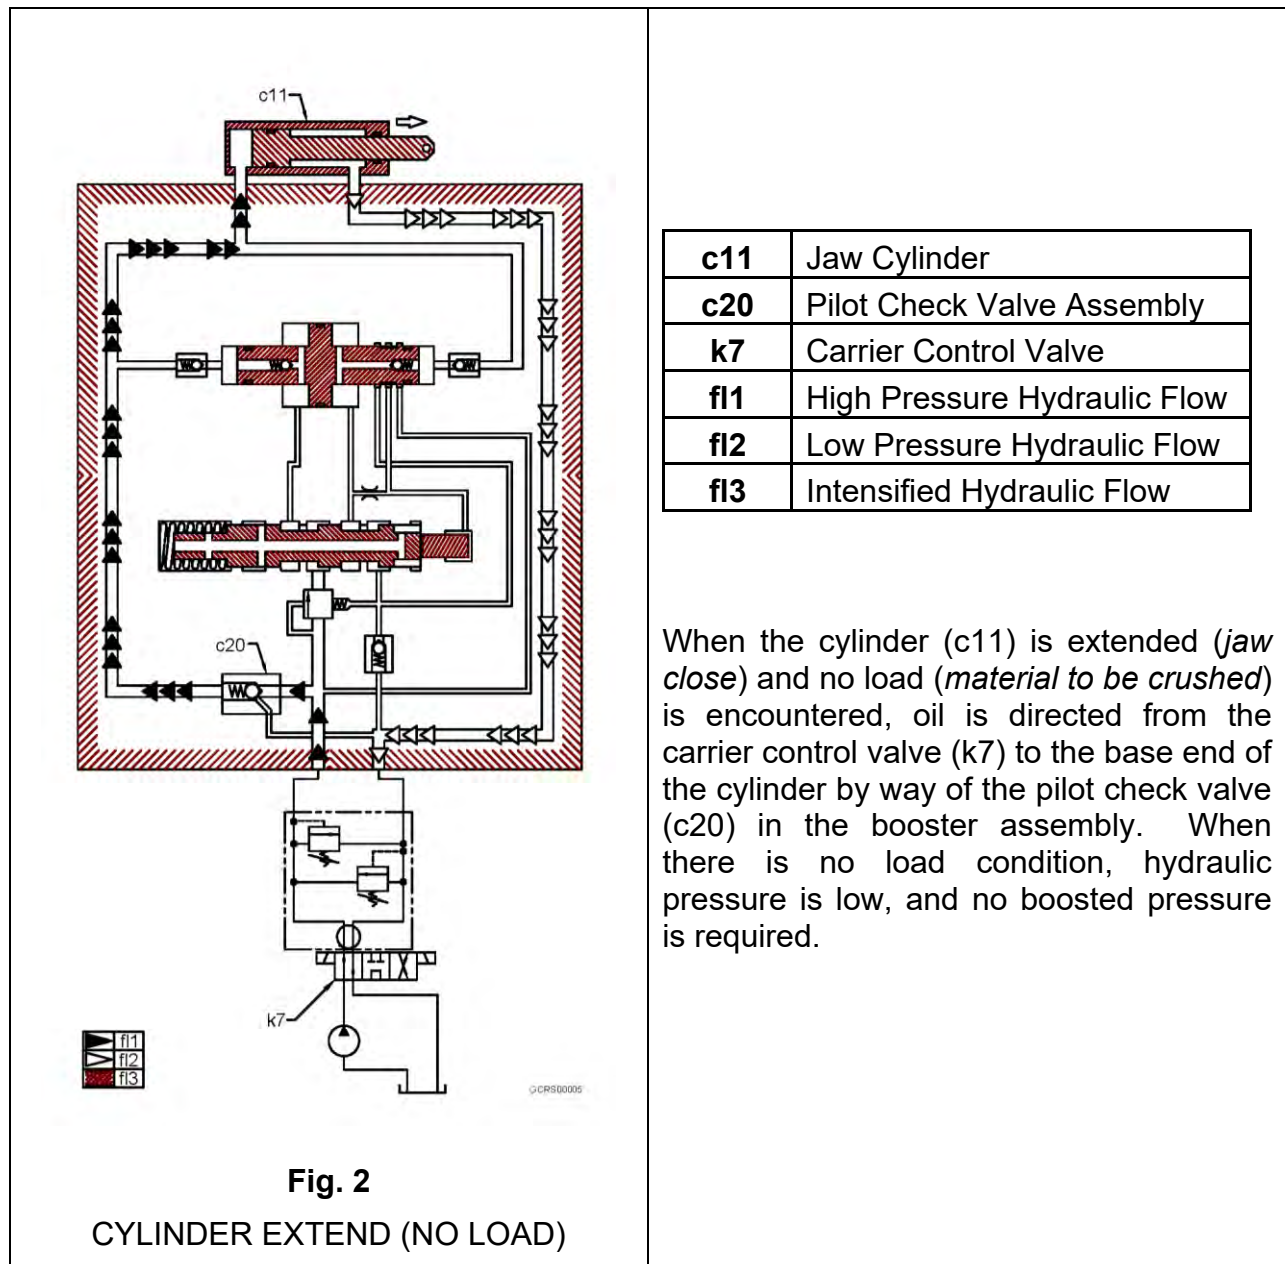 c11
c20
k7
fl1
fl2
fl3
GCRS00005
Fig. 2
CYLINDER EXTEND (NO LOAD)
c11 Jaw Cylinder
c20 Pilot Check Valve Assembly
k7 Carrier Control Valve
fl1 High Pressure Hydraulic Flow
fl2 Low Pressure Hydraulic Flow
fl3 Intensified Hydraulic Flow
When the cylinder (c11) is extended (jaw
close) and no load (material to be crushed)
is encountered, oil is directed from the
carrier control valve (k7) to the base end of
the cylinder by way of the pilot check valve
(c20) in the booster assembly. When
there is no load condition, hydraulic
pressure is low, and no boosted pressure
is required.